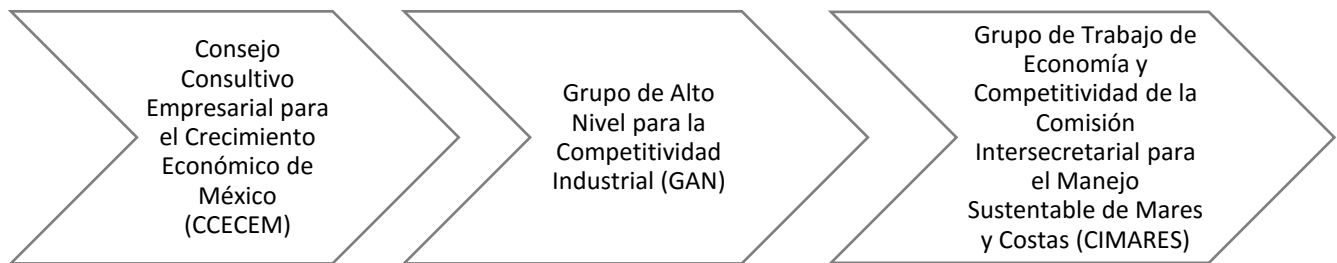 Consejo
Consultivo
Empresarial para
el Crecimiento
Económico de
México
(CCECEM)
Grupo de Alto
Nivel para la
Competitividad
Industrial (GAN)
Grupo de Trabajo de
Economía y
Competitividad de la
Comisión
Intersecretarial para
el Manejo
Sustentable de Mares
y Costas (CIMARES)